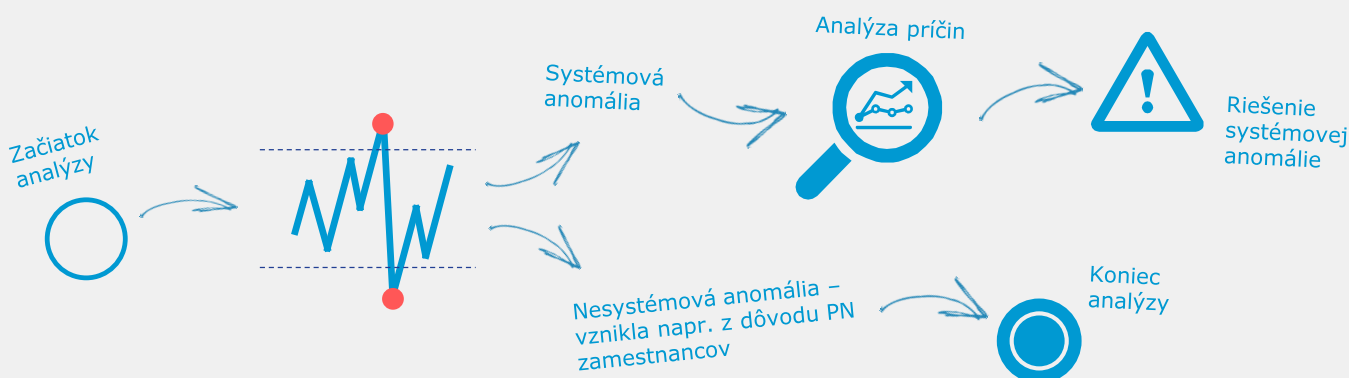 Začiatok
analýzy
Systémová
anomália
Analýza príčin
Riešenie
systémovej
anomálie
Nesystémová anomália –
vznikla napr. z dôvodu PN
zamestnancov
Koniec
analýzy